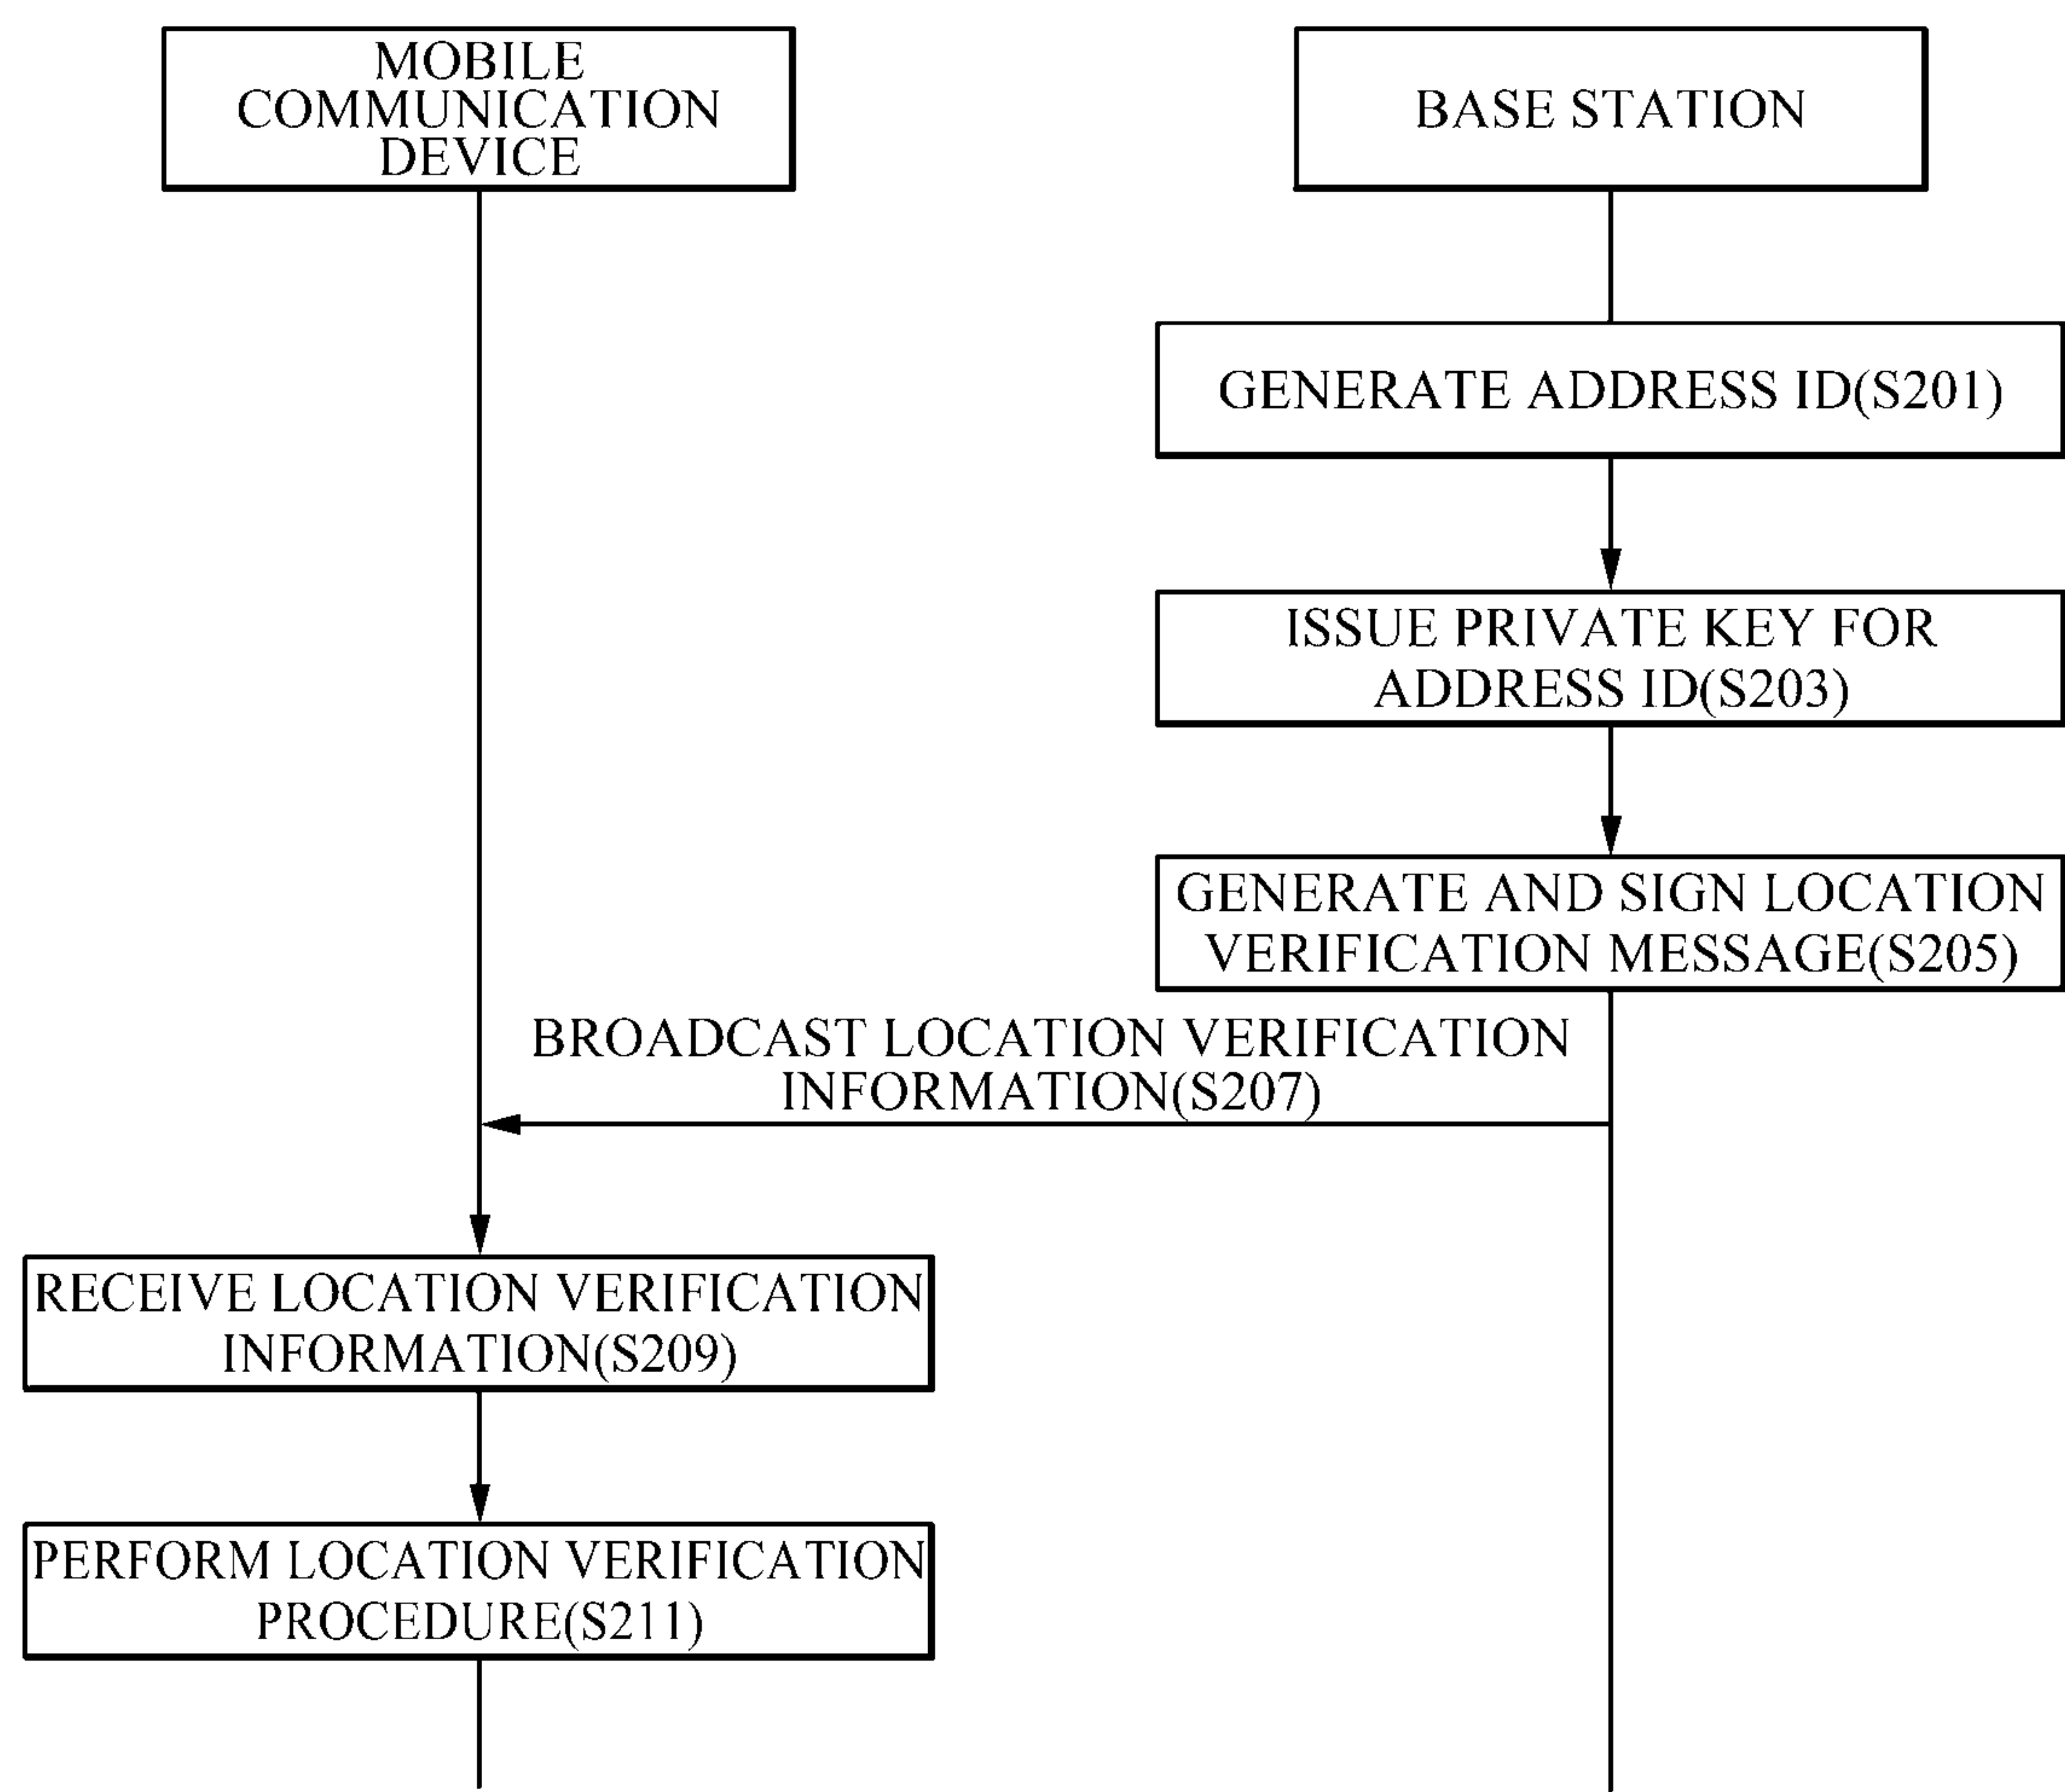 MOBILE
COMMUNICATION
DEVICE
BASE STATION
GENERATE ADDRESS ID(S201)
ISSUE PRIVATE KEY FOR
ADDRESS ID(S203)
GENERATE AND SIGN LOCATION
VERIFICATION MESSAGE(S205)
BROADCAST LOCATION VERIFICATION
INFORMATION(S207)
RECEIVE LOCATION VERIFICATION
INFORMATION(S209)
PERFORM LOCATION VERIFICATION
PROCEDURE(S211)